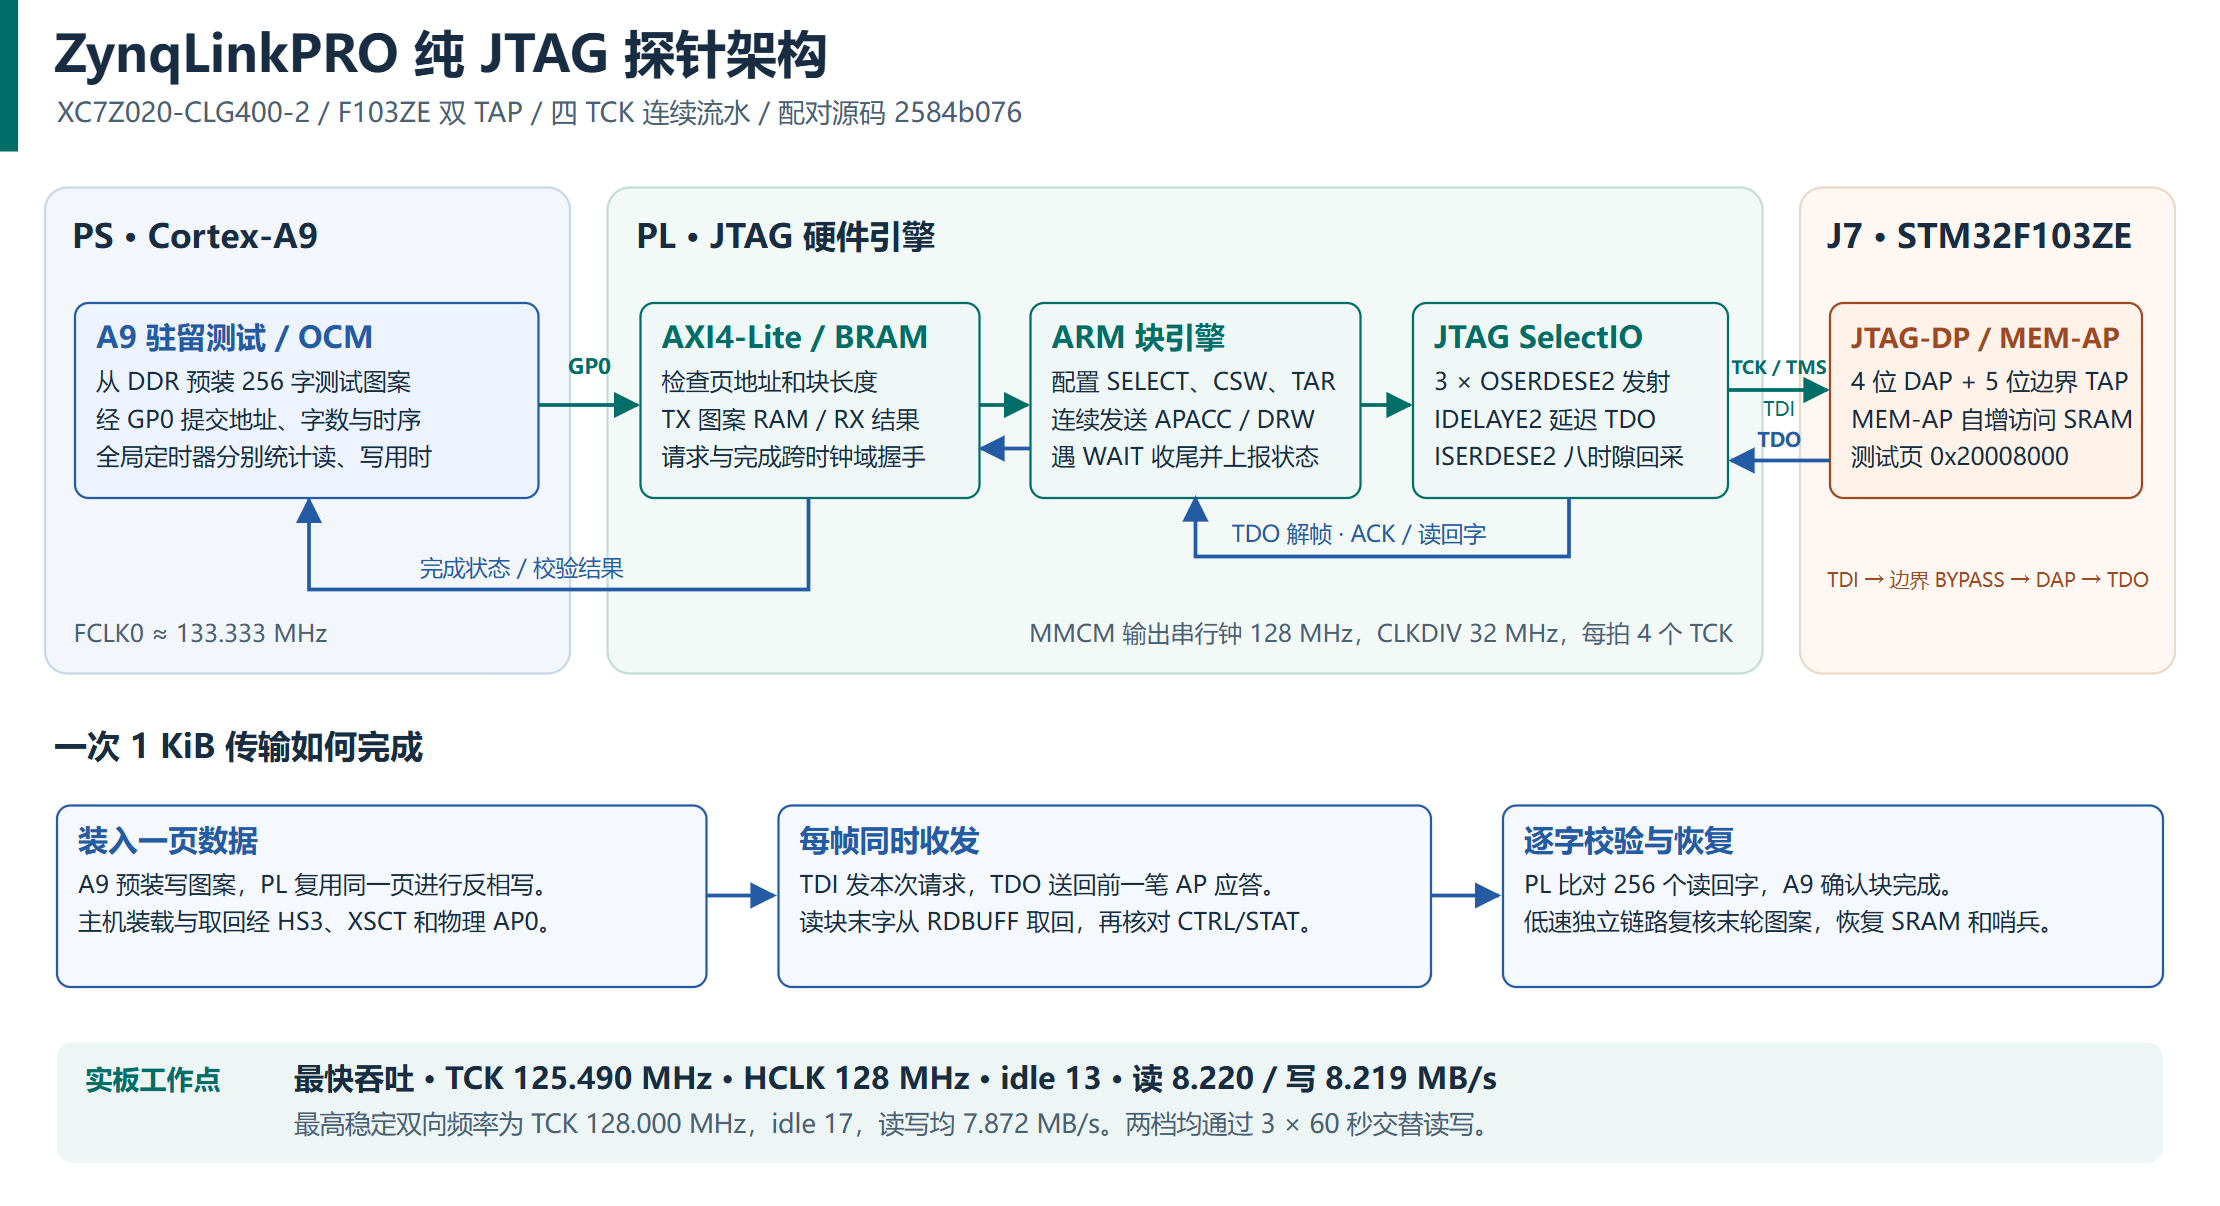 ZynqLinkPRO 纯 JTAG 探针架构
XC7Z020-CLG400-2 / F103ZE 双 TAP / 四 TCK 连续流水 / 配对源码 2584b076
PS • Cortex-A9
A9 驻留测试 / OCM
从 DDR 预装 256 字测试图案
经 GP0 提交地址、字数与时序
全局定时器分别统计读、写用时
GP0
PL • JTAG 硬件引擎
AXI4-Lite / BRAM
检查页地址和块长度
TX 图案 RAM / RX 结果
请求与完成跨时钟域握手
ARM 块引擎
配置 SELECT、CSW、TAR
连续发送 APACC / DRW
遇 WAIT 收尾并上报状态
JTAG SelectIO
3 × OSERDESE2 发射
IDELAYE2 延迟 TDO
ISERDESE2 八时隙回采
TCK / TMS
TDI
TDO
J7 • STM32F103ZE
JTAG-DP / MEM-AP
4 位 DAP + 5 位边界 TAP
MEM-AP 自增访问 SRAM
测试页 0x20008000
TDO 解帧 · ACK / 读回字
完成状态 / 校验结果
TDI → 边界 BYPASS → DAP → TDO
FCLK0 ≈ 133.333 MHz
MMCM 输出串行钟 128 MHz，CLKDIV 32 MHz，每拍 4 个 TCK
一次 1 KiB 传输如何完成
装入一页数据
A9 预装写图案，PL 复用同一页进行反相写。
主机装载与取回经 HS3、XSCT 和物理 AP0。
每帧同时收发
TDI 发本次请求，TDO 送回前一笔 AP 应答。
读块末字从 RDBUFF 取回，再核对 CTRL/STAT。
逐字校验与恢复
PL 比对 256 个读回字，A9 确认块完成。
低速独立链路复核末轮图案，恢复 SRAM 和哨兵。
实板工作点
最快吞吐 • TCK 125.490 MHz • HCLK 128 MHz • idle 13 • 读 8.220 / 写 8.219 MB/s
最高稳定双向频率为 TCK 128.000 MHz，idle 17，读写均 7.872 MB/s。两档均通过 3 × 60 秒交替读写。